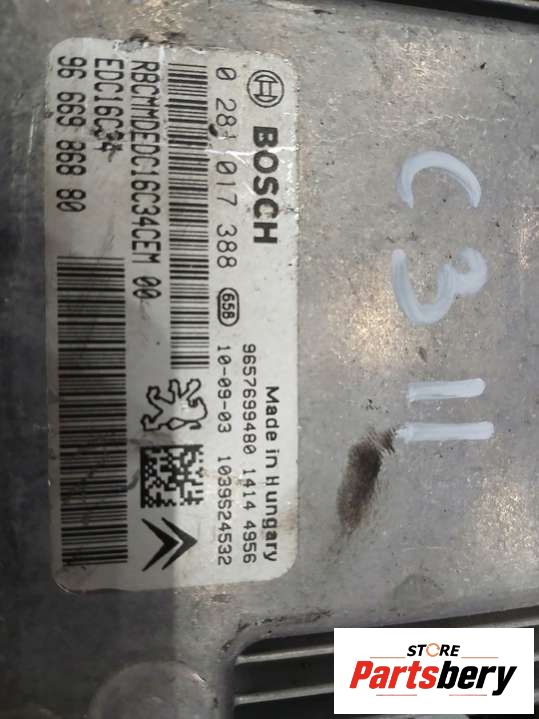 BOSCH
0 281 017 388
658
RBCMMDEDC16C34CEM 00
EDC16C34
96 669 868 80
Made in Hungary
9657699480 1414 4956
10-09-03 1039S24532
C3
II
STORE
Partsbery